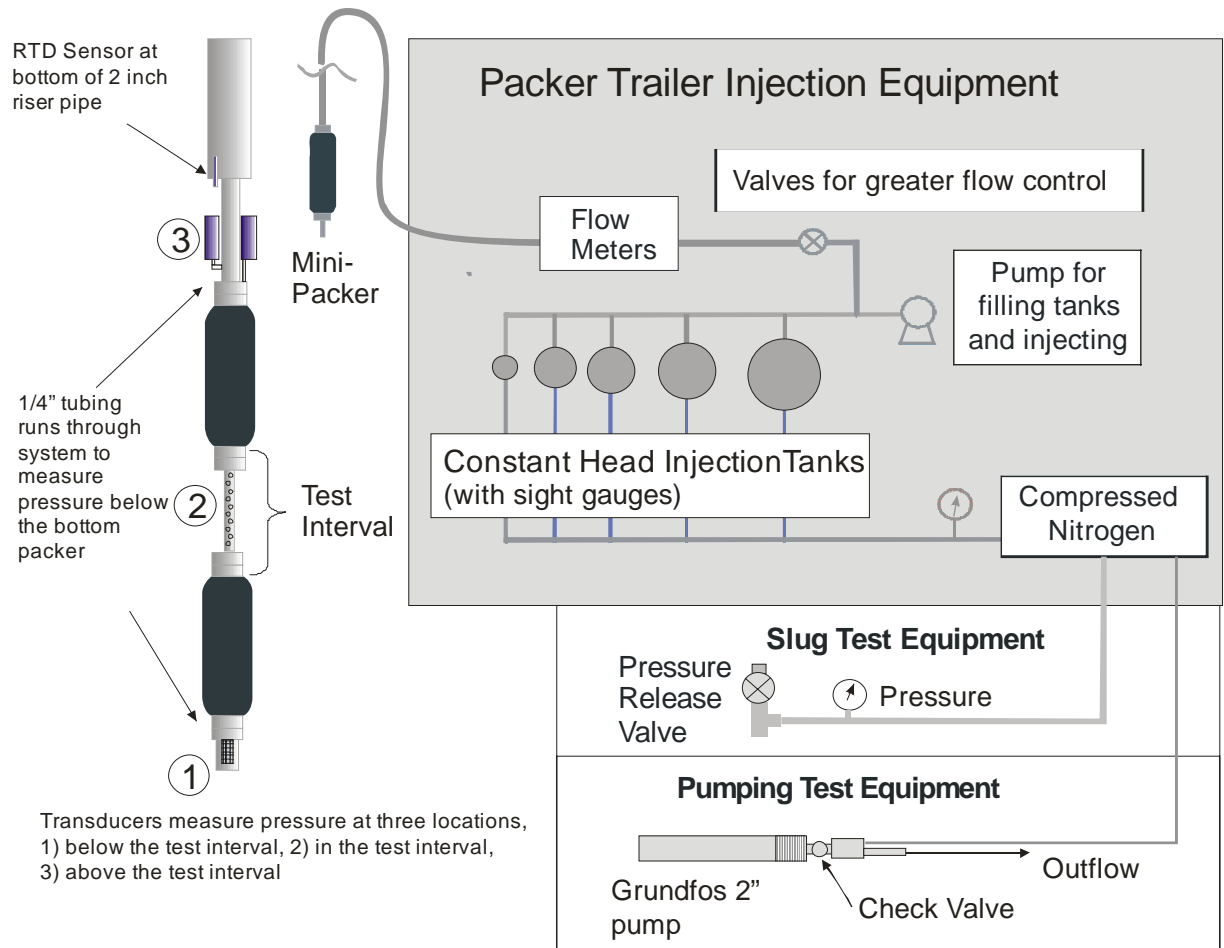 RTD Sensor at
bottom of 2 inch
riser pipe
3
1/4" tubing
runs through
system to
measure
pressure below
the bottom
packer
2
Test
Interval
1
Transducers measure pressure at three locations,
1) below the test interval, 2) in the test interval,
3) above the test interval
Mini-
Packer
Packer Trailer Injection Equipment
Valves for greater flow control
Flow
Meters
Pump for
filling tanks
and injecting
Constant Head InjectionTanks
(with sight gauges)
Compressed
Nitrogen
Slug Test Equipment
Pressure
Release
Valve
Pressure
Pumping Test Equipment
Grundfos 2"
pump
Check Valve
Outflow